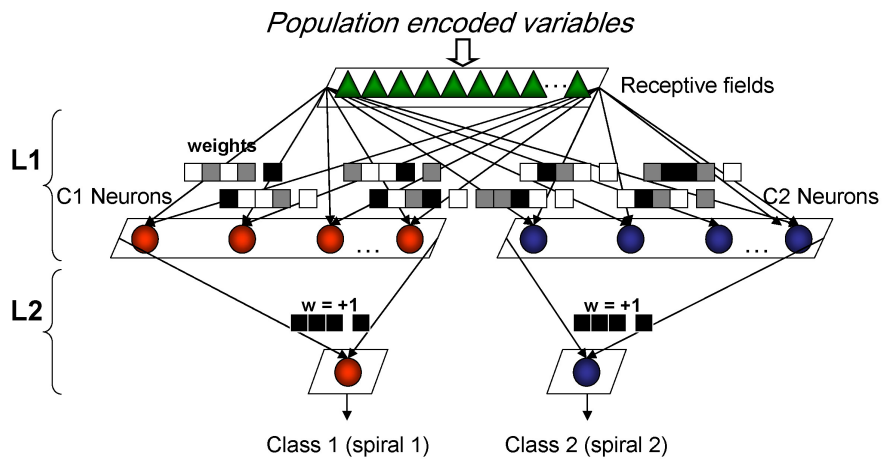 Population encoded variables
...
Receptive fields
L1
weights
C1 Neurons
C2 Neurons
...
...
L2
w = +1
w = +1
Class 1 (spiral 1)
Class 2 (spiral 2)